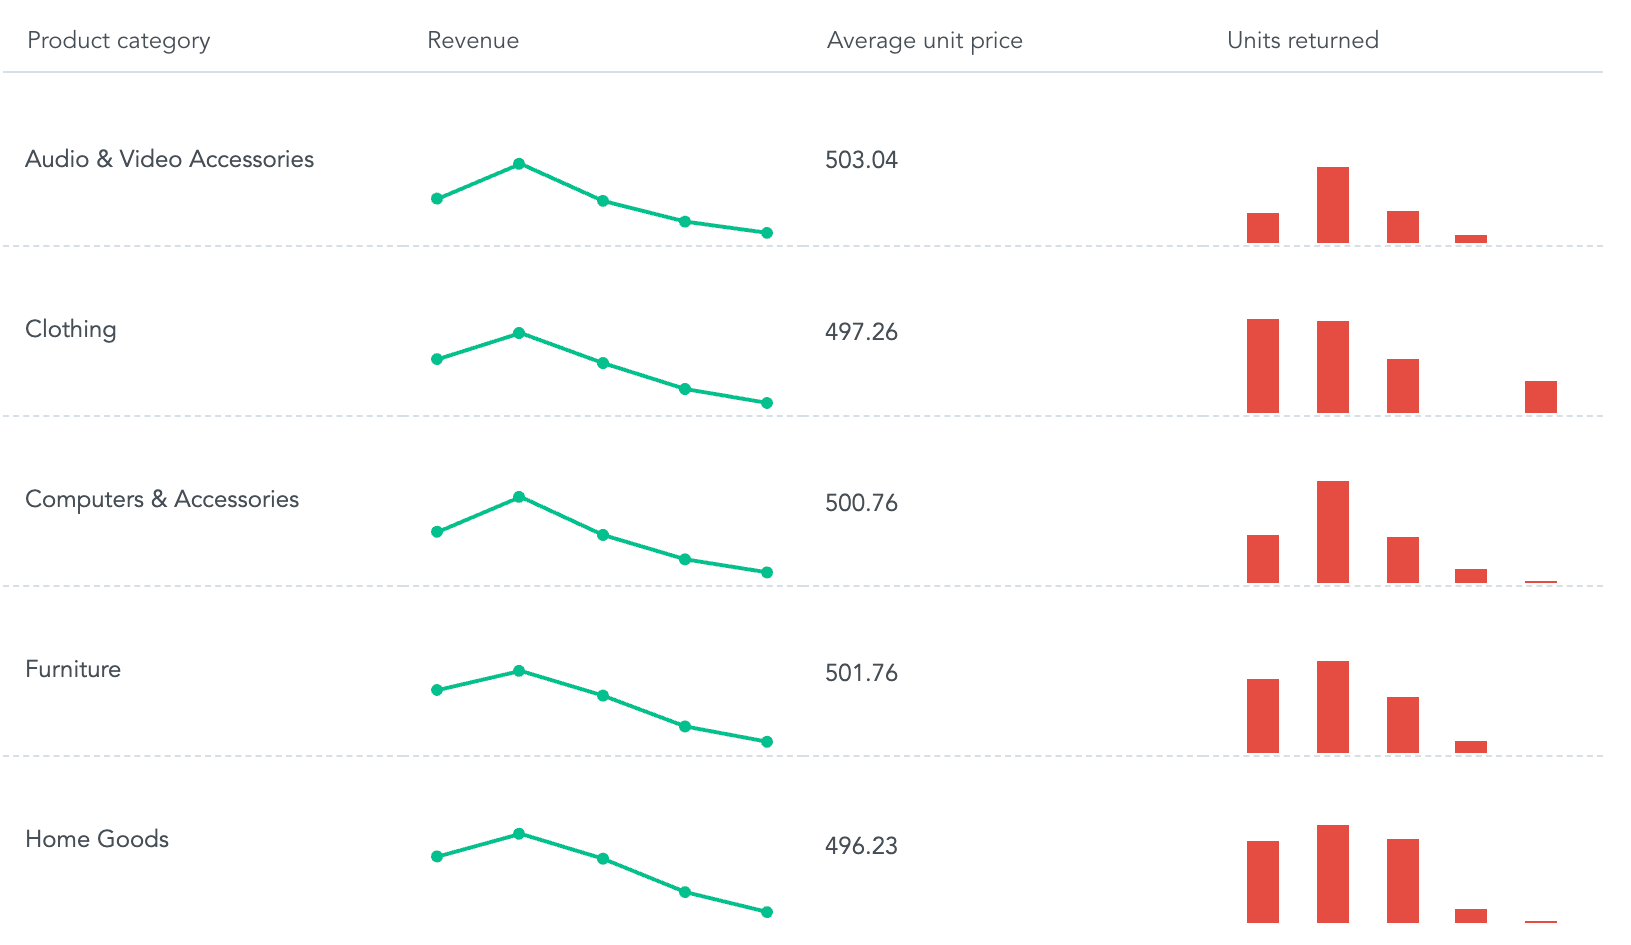 Product category Revenue Average unit price Units returned
Audio & Video Accessories 503.04
Clothing 497.26
Computers & Accessories 500.76
Furniture 501.76
Home Goods 496.23